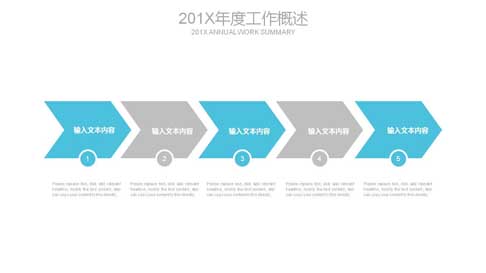 201X年度工作概述
201X ANNUAL WORK SUMMARY
输入文本内容
输入文本内容
输入文本内容
输入文本内容
输入文本内容
1
2
3
4
5
Please replace text, click add relevant
headline, modify the text content, also
can copy your content to this directly.
Please replace text, click add relevant
headline, modify the text content, also
can copy your content to this directly.
Please replace text, click add relevant
headline, modify the text content, also
can copy your content to this directly.
Please replace text, click add relevant
headline, modify the text content, also
can copy your content to this directly.
Please replace text, click add relevant
headline, modify the text content, also
can copy your content to this directly.